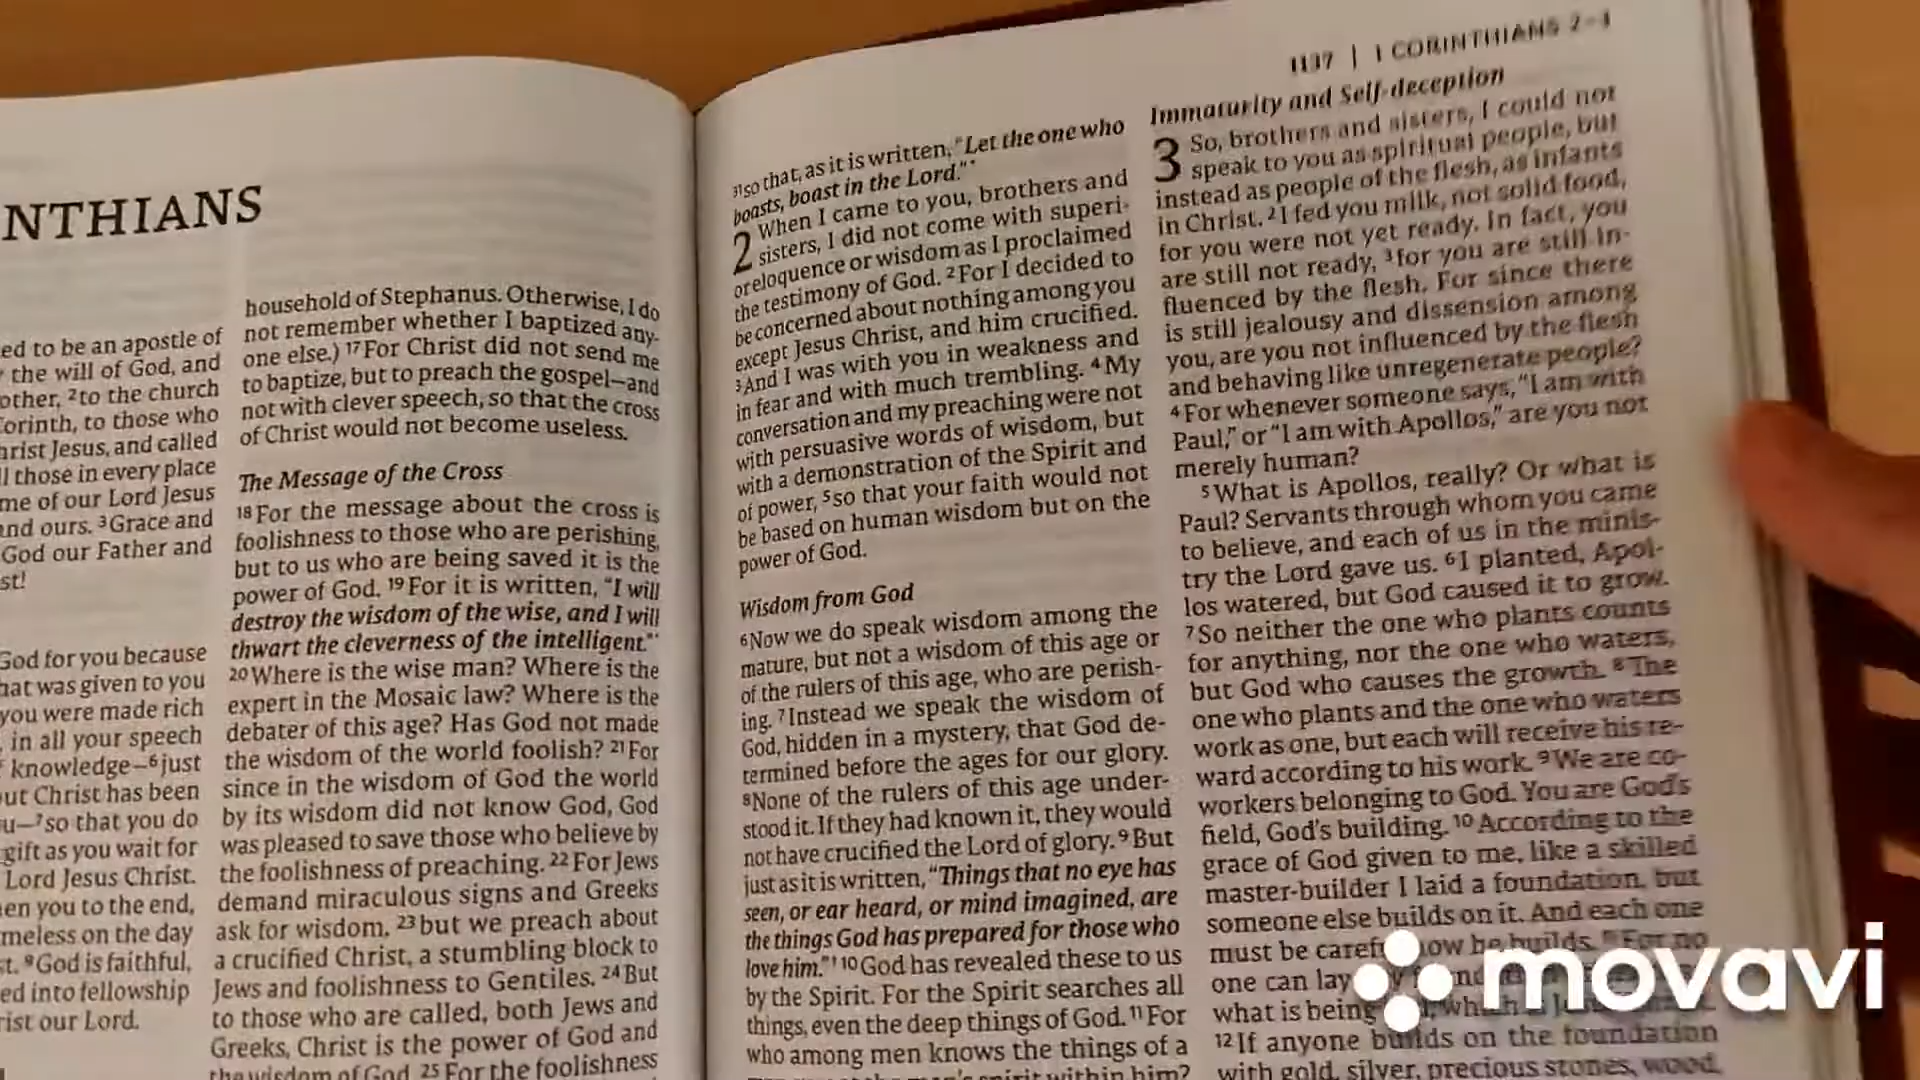 NTHIANS
ed to be an apostle of
the will of God, and
other, 2to the church
Corinth, to those who
hrist Jesus, and called
ll those in every place
me of our Lord Jesus
and ours. 3Grace and
God our Father and
st!
God for you because
hat was given to you
you were made rich
in all your speech
knowledge—6just
ut Christ has been
u—7so that you do
gift as you wait for
Lord Jesus Christ.
en you to the end,
meless on the day
t. 9God is faithful,
ed into fellowship
rist our Lord.
household of Stephanus. Otherwise, I do
not remember whether I baptized any-
one else.) 17For Christ did not send me
to baptize, but to preach the gospel—and
not with clever speech, so that the cross
of Christ would not become useless.
The Message of the Cross
18For the message about the cross is
foolishness to those who are perishing,
but to us who are being saved it is the
power of God. 19For it is written, “I will
destroy the wisdom of the wise, and I will
thwart the cleverness of the intelligent.”
20Where is the wise man? Where is the
expert in the Mosaic law? Where is the
debater of this age? Has God not made
the wisdom of the world foolish? 21For
since in the wisdom of God the world
by its wisdom did not know God, God
was pleased to save those who believe by
the foolishness of preaching. 22For Jews
demand miraculous signs and Greeks
ask for wisdom, 23but we preach about
a crucified Christ, a stumbling block to
Jews and foolishness to Gentiles. 24But
to those who are called, both Jews and
Greeks, Christ is the power of God and
the wisdom of God. 25For the foolishness
1137 | 1 CORINTHIANS 2–3
31so that, as it is written, “Let the one who
boasts, boast in the Lord.”
2 When I came to you, brothers and
sisters, I did not come with superi-
or eloquence or wisdom as I proclaimed
the testimony of God. 2For I decided to
be concerned about nothing among you
except Jesus Christ, and him crucified.
3And I was with you in weakness and
in fear and with much trembling. 4My
conversation and my preaching were not
with persuasive words of wisdom, but
with a demonstration of the Spirit and
of power, 5so that your faith would not
be based on human wisdom but on the
power of God.
Wisdom from God
6Now we do speak wisdom among the
mature, but not a wisdom of this age or
of the rulers of this age, who are perish-
ing. 7Instead we speak the wisdom of
God, hidden in a mystery, that God de-
termined before the ages for our glory.
8None of the rulers of this age under-
stood it. If they had known it, they would
not have crucified the Lord of glory. 9But
just as it is written, “Things that no eye has
seen, or ear heard, or mind imagined, are
the things God has prepared for those who
love him.” 10God has revealed these to us
by the Spirit. For the Spirit searches all
things, even the deep things of God. 11For
who among men knows the things of a
man's spirit within him?
Immaturity and Self-deception
3 So, brothers and sisters, I could not
speak to you as spiritual people, but
instead as people of the flesh, as infants
in Christ. 2I fed you milk, not solid food,
for you were not yet ready. In fact, you
are still not ready, 3for you are still in-
fluenced by the flesh. For since there
is still jealousy and dissension among
you, are you not influenced by the flesh
and behaving like unregenerate people?
4For whenever someone says, “I am with
Paul,” or “I am with Apollos,” are you not
merely human?
5What is Apollos, really? Or what is
Paul? Servants through whom you came
to believe, and each of us in the minis-
try the Lord gave us. 6I planted, Apol-
los watered, but God caused it to grow.
7So neither the one who plants counts
for anything, nor the one who waters,
but God who causes the growth. 8The
one who plants and the one who waters
work as one, but each will receive his re-
ward according to his work. 9We are co-
workers belonging to God. You are God's
field, God's building. 10According to the
grace of God given to me, like a skilled
master-builder I laid a foundation, but
someone else builds on it. And each one
must be how he builds. 11For no
one can lay
what is being
12If anyone builds on the foundation
with gold, silver, precious stones, wood,
movavi